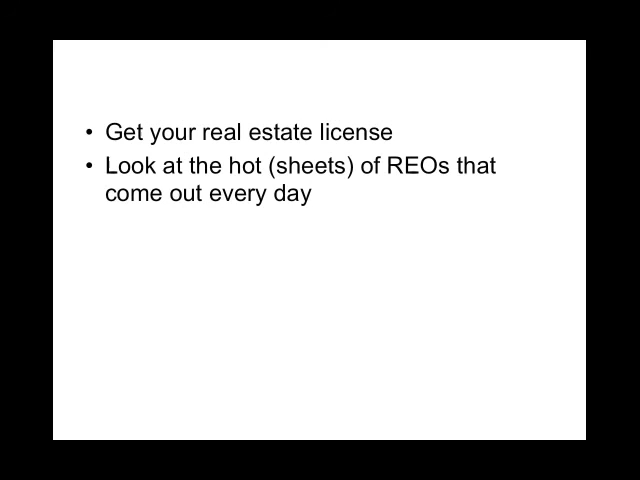 • Get your real estate license
• Look at the hot (sheets) of REOs that
come out every day